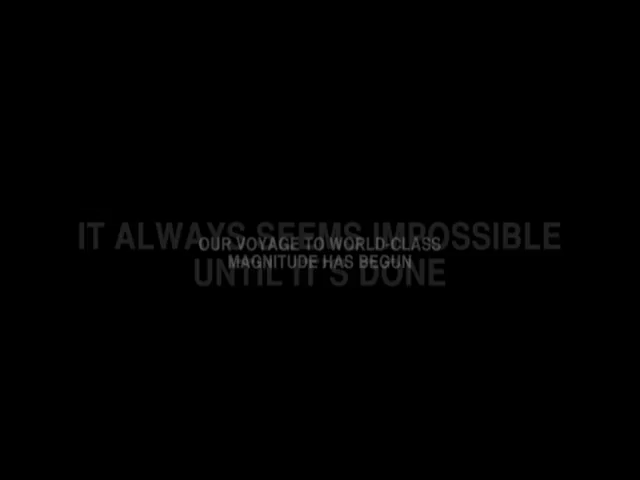 IT ALWAYS SEEMS IMPOSSIBLE
UNTIL IT'S DONE
OUR VOYAGE TO WORLD-CLASS
MAGNITUDE HAS BEGUN